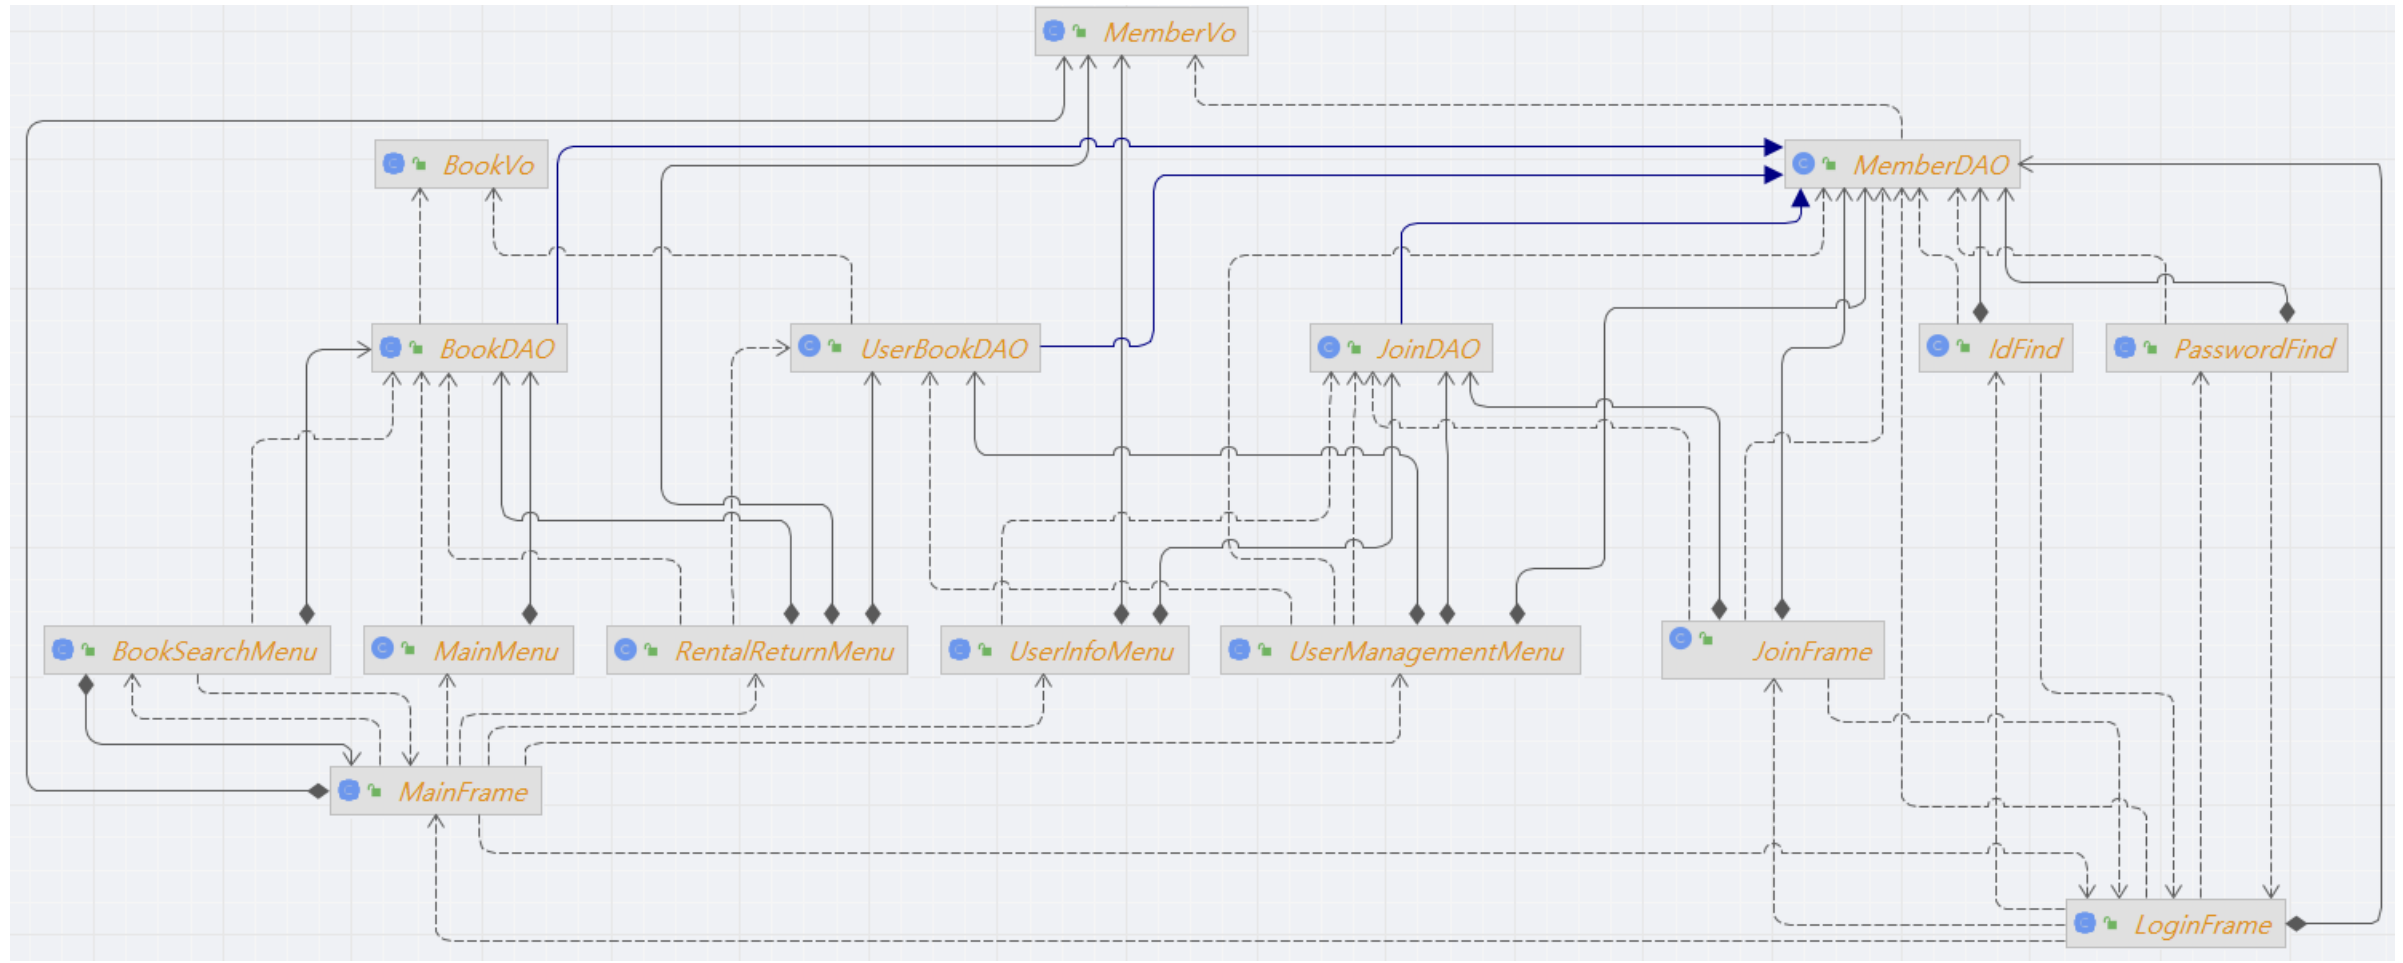 MemberVo
BookVo
MemberDAO
BookDAO
UserBookDAO
JoinDAO
IdFind
PasswordFind
BookSearchMenu
MainMenu
RentalReturnMenu
UserInfoMenu
UserManagementMenu
JoinFrame
MainFrame
LoginFrame